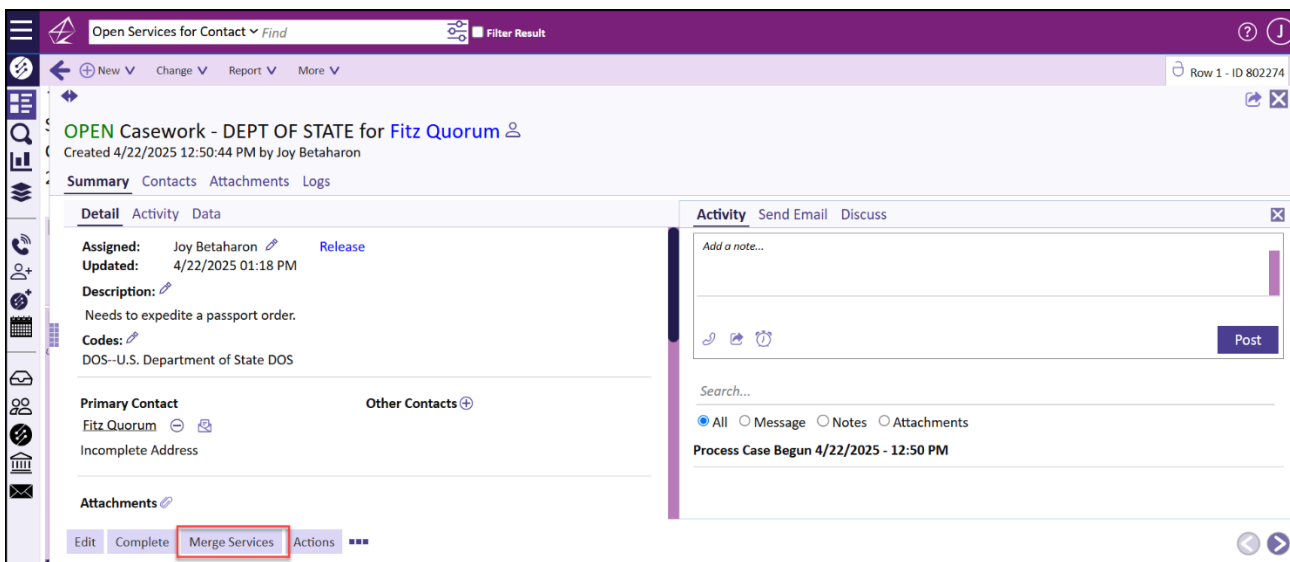 Open Services for Contact Find
Filter Result
?
J
New Change Report More
Row 1 - ID 802274
OPEN Casework - DEPT OF STATE for Fitz Quorum
Created 4/22/2025 12:50:44 PM by Joy Betaharon
Summary Contacts Attachments Logs
Detail Activity Data
Assigned: Joy Betaharon Release
Updated: 4/22/2025 01:18 PM
Description:
Needs to expedite a passport order.
Codes:
DOS--U.S. Department of State DOS
Primary Contact
Other Contacts
Fitz Quorum
Incomplete Address
Attachments
Edit Complete Merge Services Actions
Activity Send Email Discuss
Add a note...
Post
Search...
All Message Notes Attachments
Process Case Begun 4/22/2025 - 12:50 PM